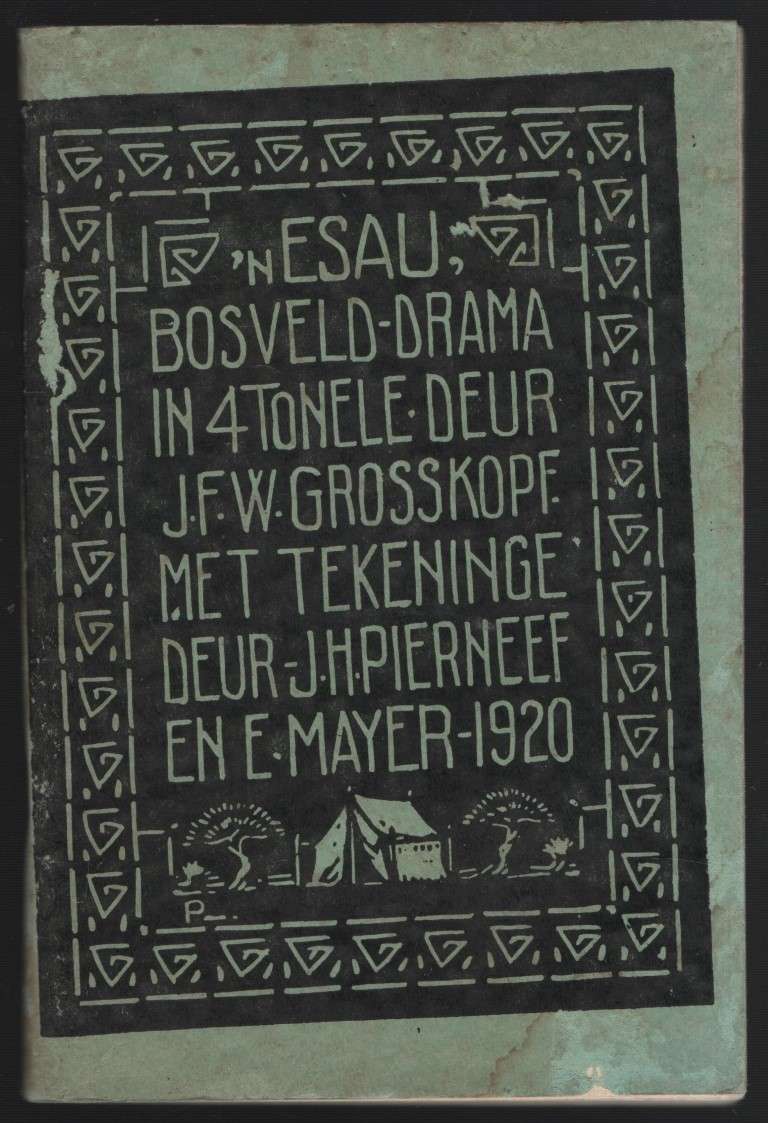 'N ESAU,
BOSVELD-DRAMA
IN 4 TONELE · DEUR
J.F.W. GROSSKOPF.
MET TEKENINGE
DEUR - J.H. PIERNEEF
EN E. MAYER - 1920
P